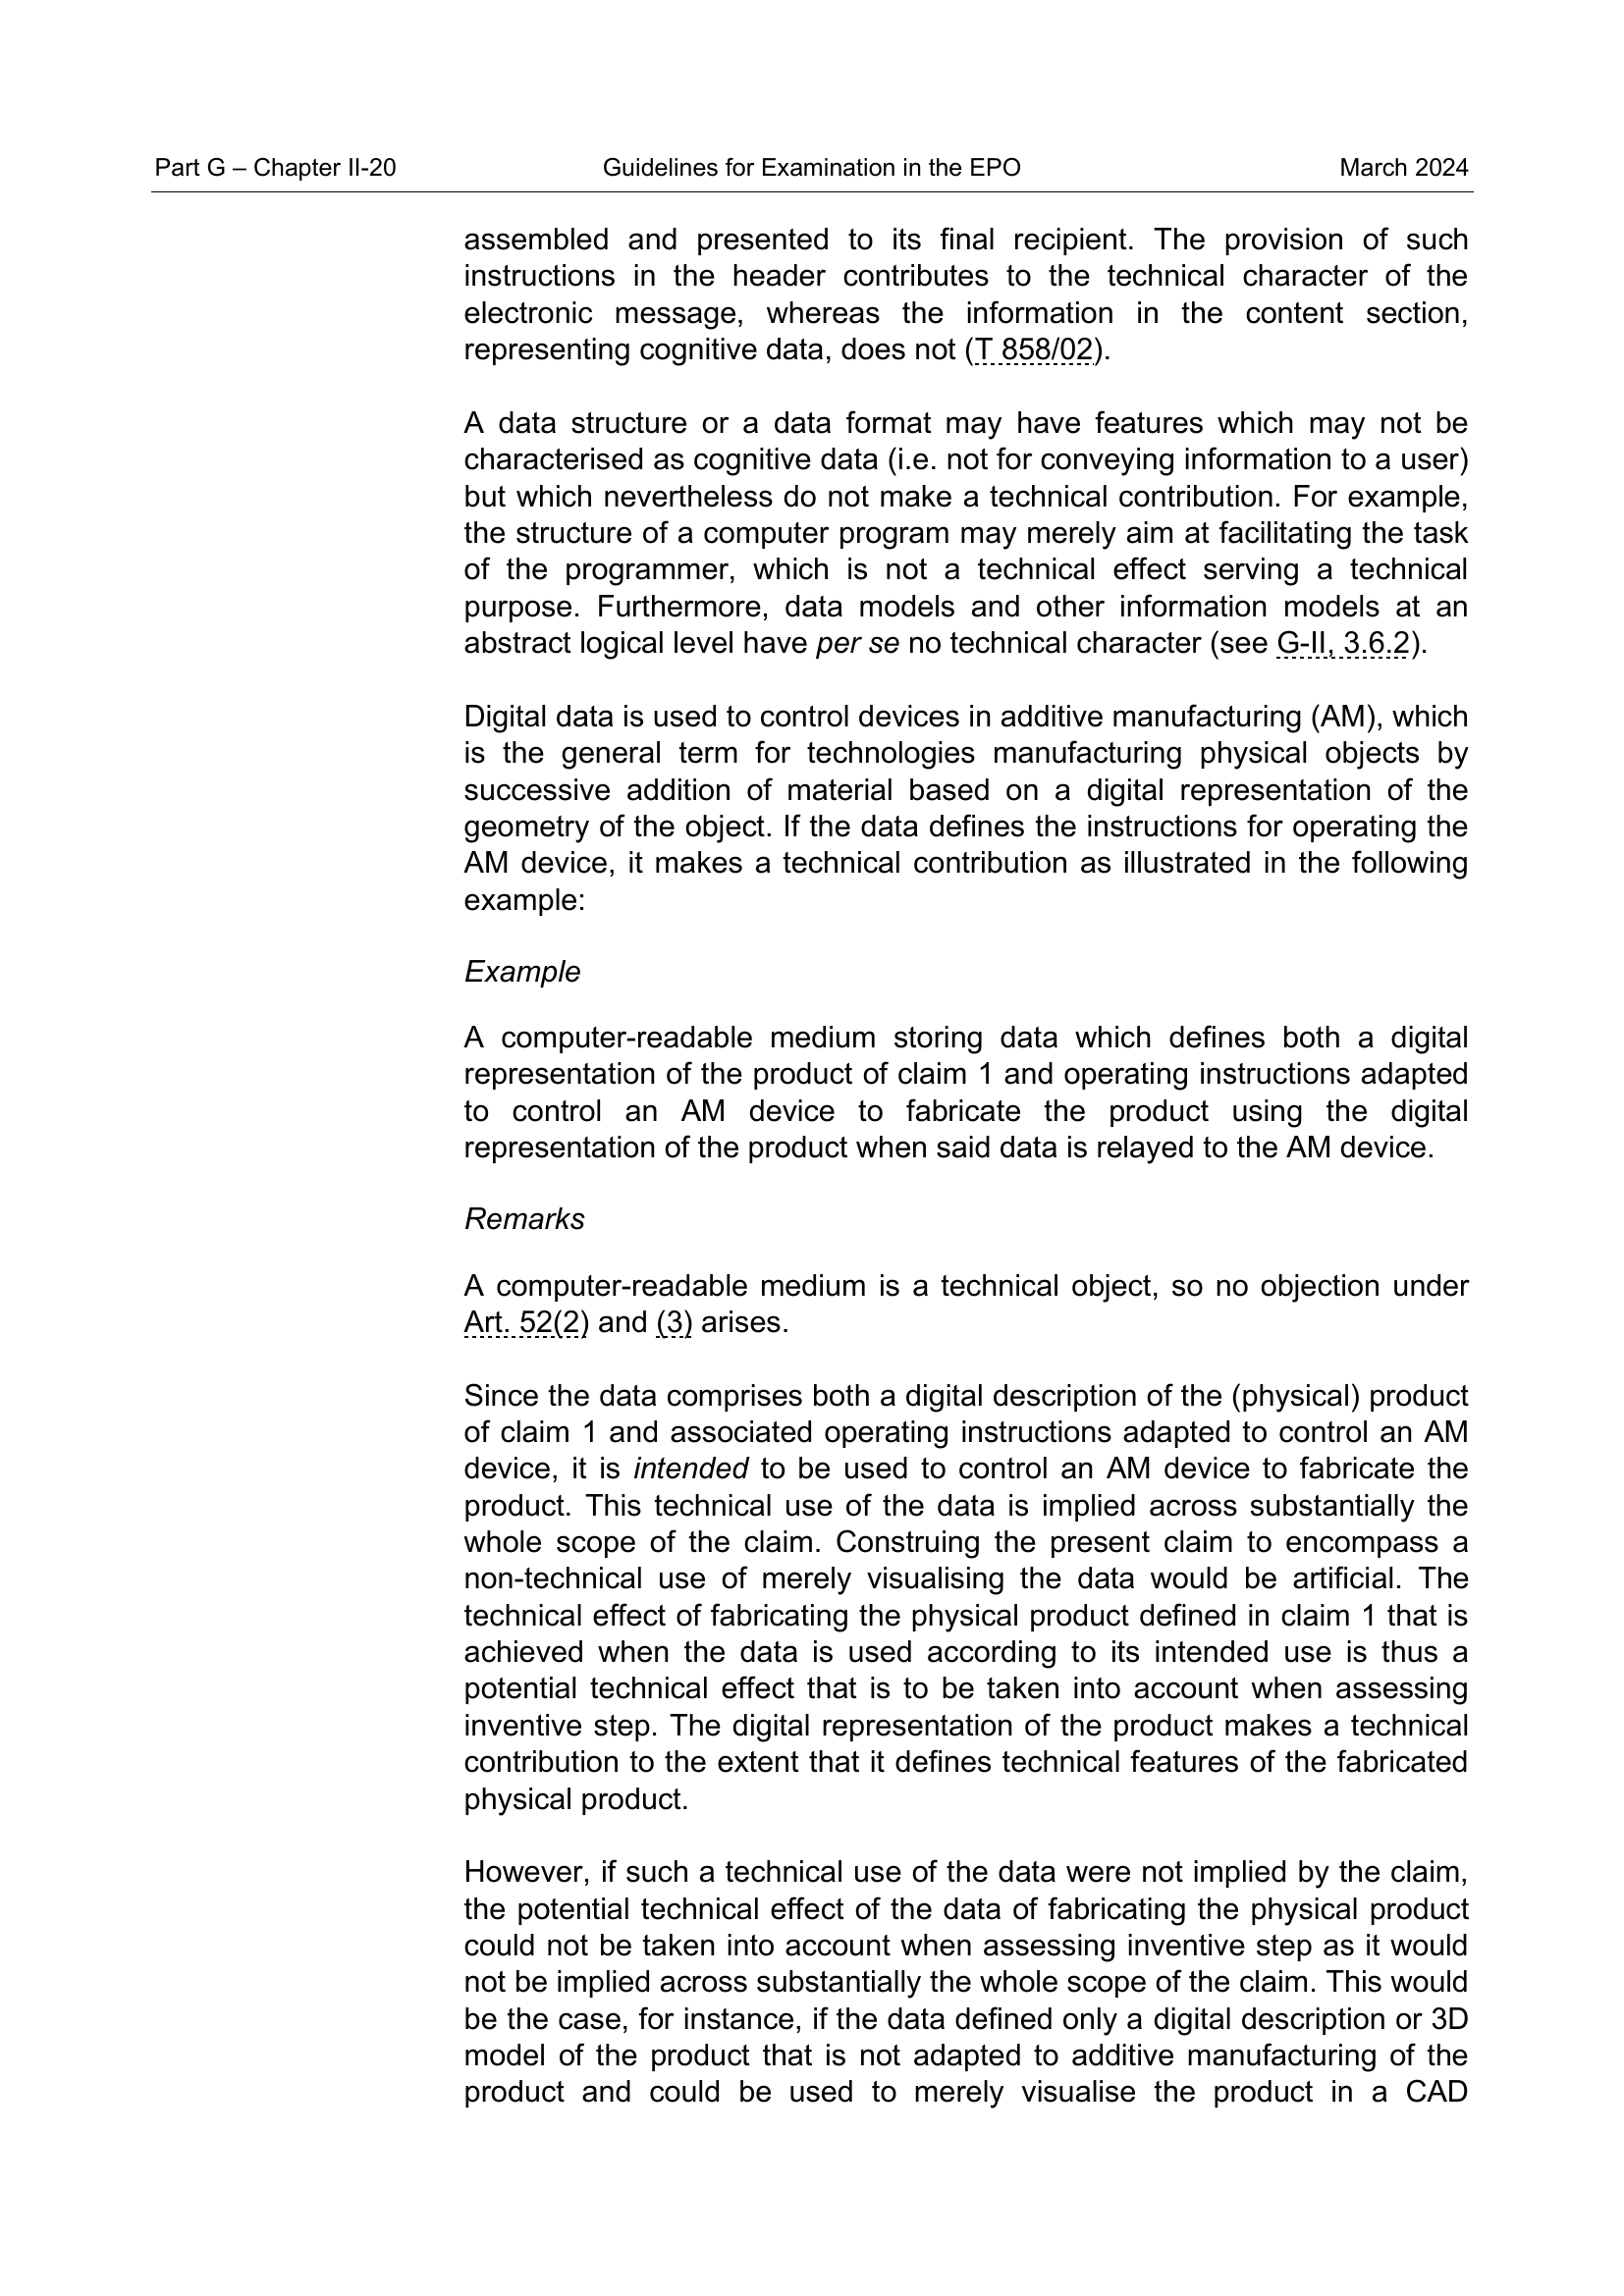 Part G – Chapter II-20 Guidelines for Examination in the EPO March 2024
assembled and presented to its final recipient. The provision of such
instructions in the header contributes to the technical character of the
electronic message, whereas the information in the content section,
representing cognitive data, does not (T 858/02).
A data structure or a data format may have features which may not be
characterised as cognitive data (i.e. not for conveying information to a user)
but which nevertheless do not make a technical contribution. For example,
the structure of a computer program may merely aim at facilitating the task
of the programmer, which is not a technical effect serving a technical
purpose. Furthermore, data models and other information models at an
abstract logical level have per se no technical character (see G-II, 3.6.2).
Digital data is used to control devices in additive manufacturing (AM), which
is the general term for technologies manufacturing physical objects by
successive addition of material based on a digital representation of the
geometry of the object. If the data defines the instructions for operating the
AM device, it makes a technical contribution as illustrated in the following
example:
Example
A computer-readable medium storing data which defines both a digital
representation of the product of claim 1 and operating instructions adapted
to control an AM device to fabricate the product using the digital
representation of the product when said data is relayed to the AM device.
Remarks
A computer-readable medium is a technical object, so no objection under
Art. 52(2) and (3) arises.
Since the data comprises both a digital description of the (physical) product
of claim 1 and associated operating instructions adapted to control an AM
device, it is intended to be used to control an AM device to fabricate the
product. This technical use of the data is implied across substantially the
whole scope of the claim. Construing the present claim to encompass a
non-technical use of merely visualising the data would be artificial. The
technical effect of fabricating the physical product defined in claim 1 that is
achieved when the data is used according to its intended use is thus a
potential technical effect that is to be taken into account when assessing
inventive step. The digital representation of the product makes a technical
contribution to the extent that it defines technical features of the fabricated
physical product.
However, if such a technical use of the data were not implied by the claim,
the potential technical effect of the data of fabricating the physical product
could not be taken into account when assessing inventive step as it would
not be implied across substantially the whole scope of the claim. This would
be the case, for instance, if the data defined only a digital description or 3D
model of the product that is not adapted to additive manufacturing of the
product and could be used to merely visualise the product in a CAD